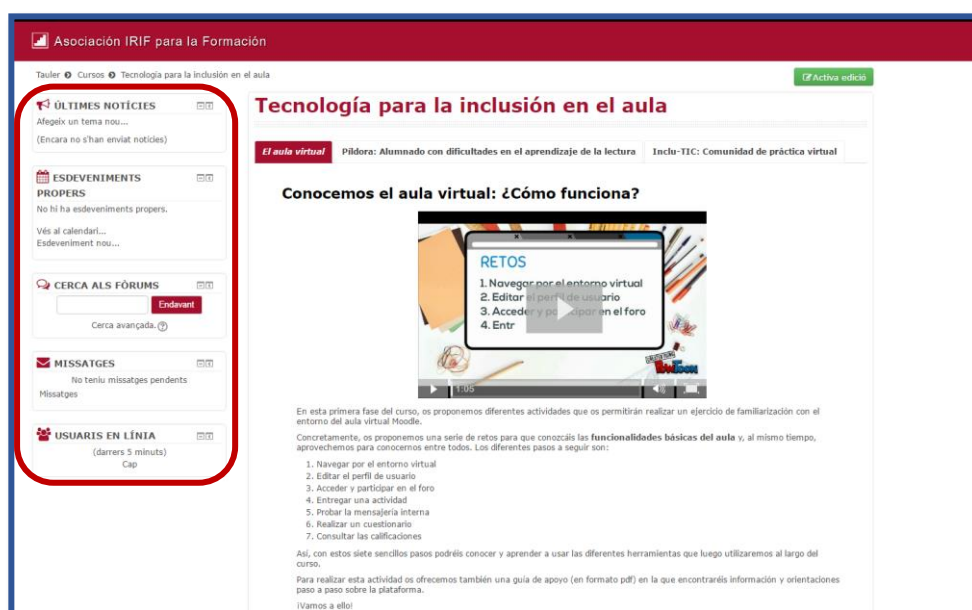 Asociación IRIF para la Formación
Tauler Cursos Tecnología para la inclusión en el aula
Activa edició
ÚLTIMES NOTÍCIES
Afegeix un tema nou...
(Encara no s'han enviat notícies)
ESDEVENIMENTS
PROPERS
No hi ha esdeveniments propers.
Vés al calendari...
Esdeveniment nou...
CERCA ALS FÒRUMS
Endavant
Cerca avançada.
MISSATGES
No teniu missatges pendents
Missatges
USUARIS EN LÍNIA
(darrers 5 minuts)
Cap
Tecnología para la inclusión en el aula
El aula virtual Píldora: Alumnado con dificultades en el aprendizaje de la lectura Inclu-TIC: Comunidad de práctica virtual
Conocemos el aula virtual: ¿Cómo funciona?
RETOS
1. Navegar por el entorno virtual
2. Editar el perfil de usuario
3. Acceder y participar en el foro
4. Entr
PowToon
1:05
En esta primera fase del curso, os proponemos diferentes actividades que os permitirán realizar un ejercicio de familiarización con el
entorno del aula virtual Moodle.
Concretamente, os proponemos una serie de retos para que conozcáis las funcionalidades básicas del aula y, al mismo tiempo,
aprovechemos para conocernos entre todos. Los diferentes pasos a seguir son:
1. Navegar por el entorno virtual
2. Editar el perfil de usuario
3. Acceder y participar en el foro
4. Entregar una actividad
5. Probar la mensajería interna
6. Realizar un cuestionario
7. Consultar las calificaciones
Así, con estos siete sencillos pasos podréis conocer y aprender a usar las diferentes herramientas que luego utilizaremos al largo del
curso.
Para realizar esta actividad os ofrecemos también una guía de apoyo (en formato pdf) en la que encontraréis información y orientaciones
paso a paso sobre la plataforma.
¡Vamos a ello!